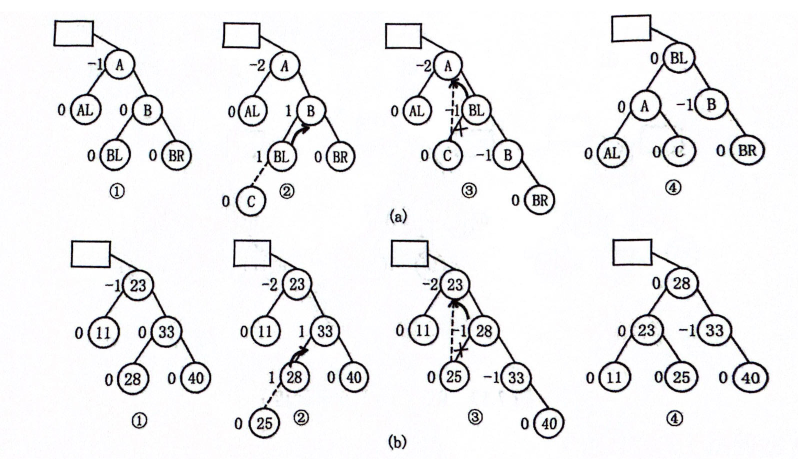 -1 A
-2 A
-2 A
0 BL
0 AL 0 B
0 AL 1 B
0 AL -1 BL
0 A -1 B
0 BL 0 BR
1 BL 0 BR
0 C -1 B
0 AL 0 C 0 BR
①
0 C ②
③ 0 BR
④
(a)
-1 23
-2 23
-2 23
0 28
0 11 0 33
0 11 1 33
0 11 -1 28
0 23 -1 33
0 28 0 40
1 28 0 40
0 25 -1 33
0 11 0 25 0 40
①
0 25 ②
③ 0 40
④
(b)